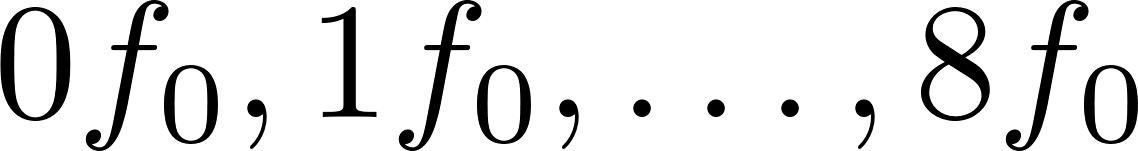 0f₀, 1f₀, . . . , 8f₀